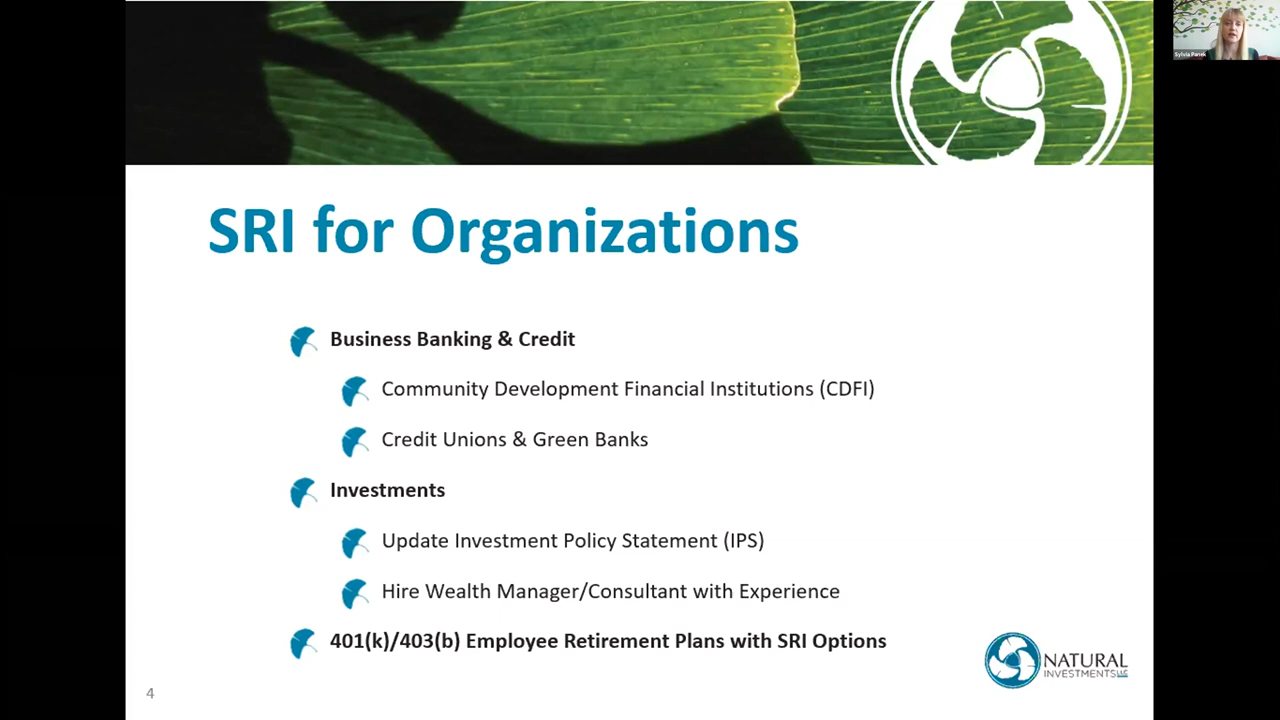 Sylvia Panek
SRI for Organizations
Business Banking & Credit
Community Development Financial Institutions (CDFI)
Credit Unions & Green Banks
Investments
Update Investment Policy Statement (IPS)
Hire Wealth Manager/Consultant with Experience
401(k)/403(b) Employee Retirement Plans with SRI Options
NATURAL
INVESTMENTS LLC
4